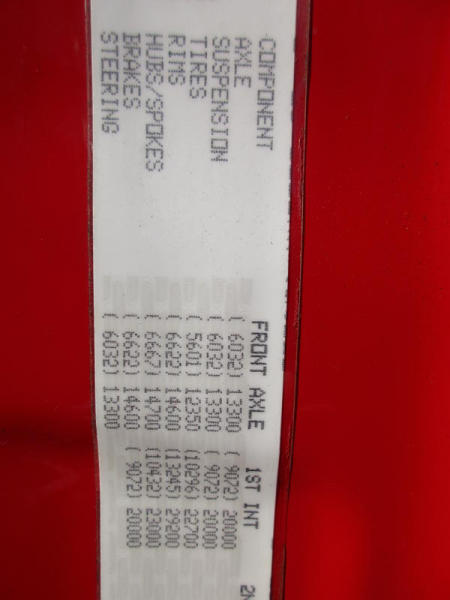 COMPONENT FRONT AXLE 1ST INT 2N
AXLE ( 6032) 13300 ( 9072) 20000
SUSPENSION ( 6032) 13300 ( 9072) 20000
TIRES ( 5601) 12350 (10296) 22700
RIMS ( 6622) 14600 (13245) 29200
HUBS/SPOKES ( 6667) 14700 (10432) 23000
BRAKES ( 6622) 14600 ( 9072) 20000
STEERING ( 6032) 13300